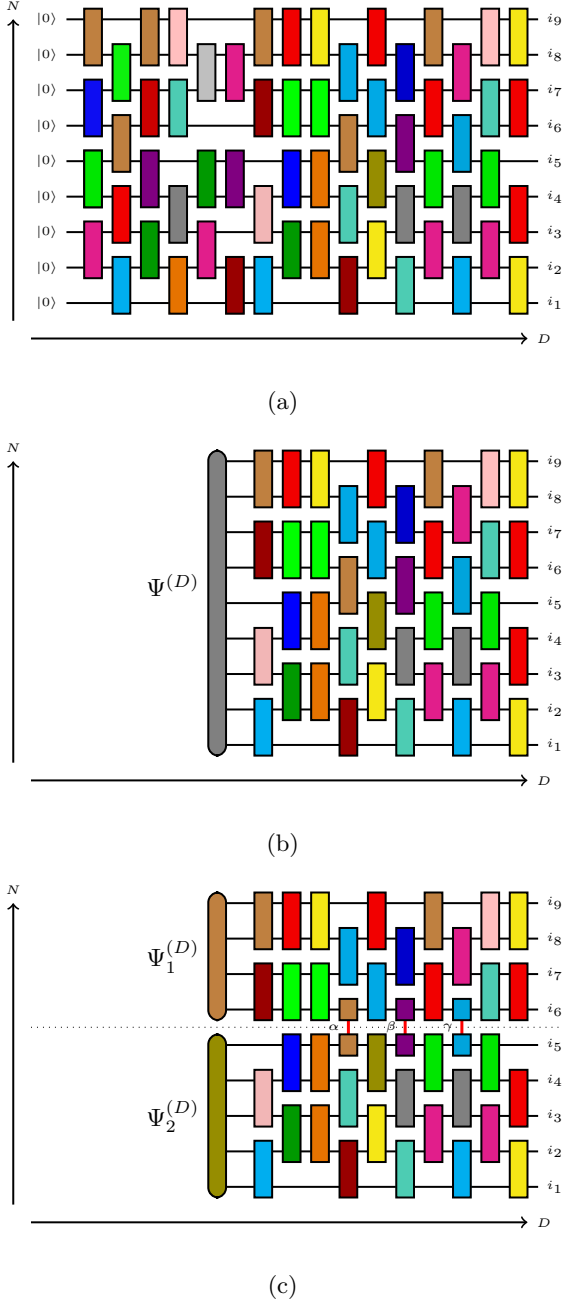 N
|0⟩ i₉
|0⟩ i₈
|0⟩ i₇
|0⟩ i₆
|0⟩ i₅
|0⟩ i₄
|0⟩ i₃
|0⟩ i₂
|0⟩ i₁
D
(a)
N
i₉
i₈
i₇
i₆
Ψ^(D) i₅
i₄
i₃
i₂
i₁
D
(b)
N
i₉
Ψ₁^(D) i₈
i₇
i₆
α β γ
i₅
i₄
Ψ₂^(D) i₃
i₂
i₁
D
(c)